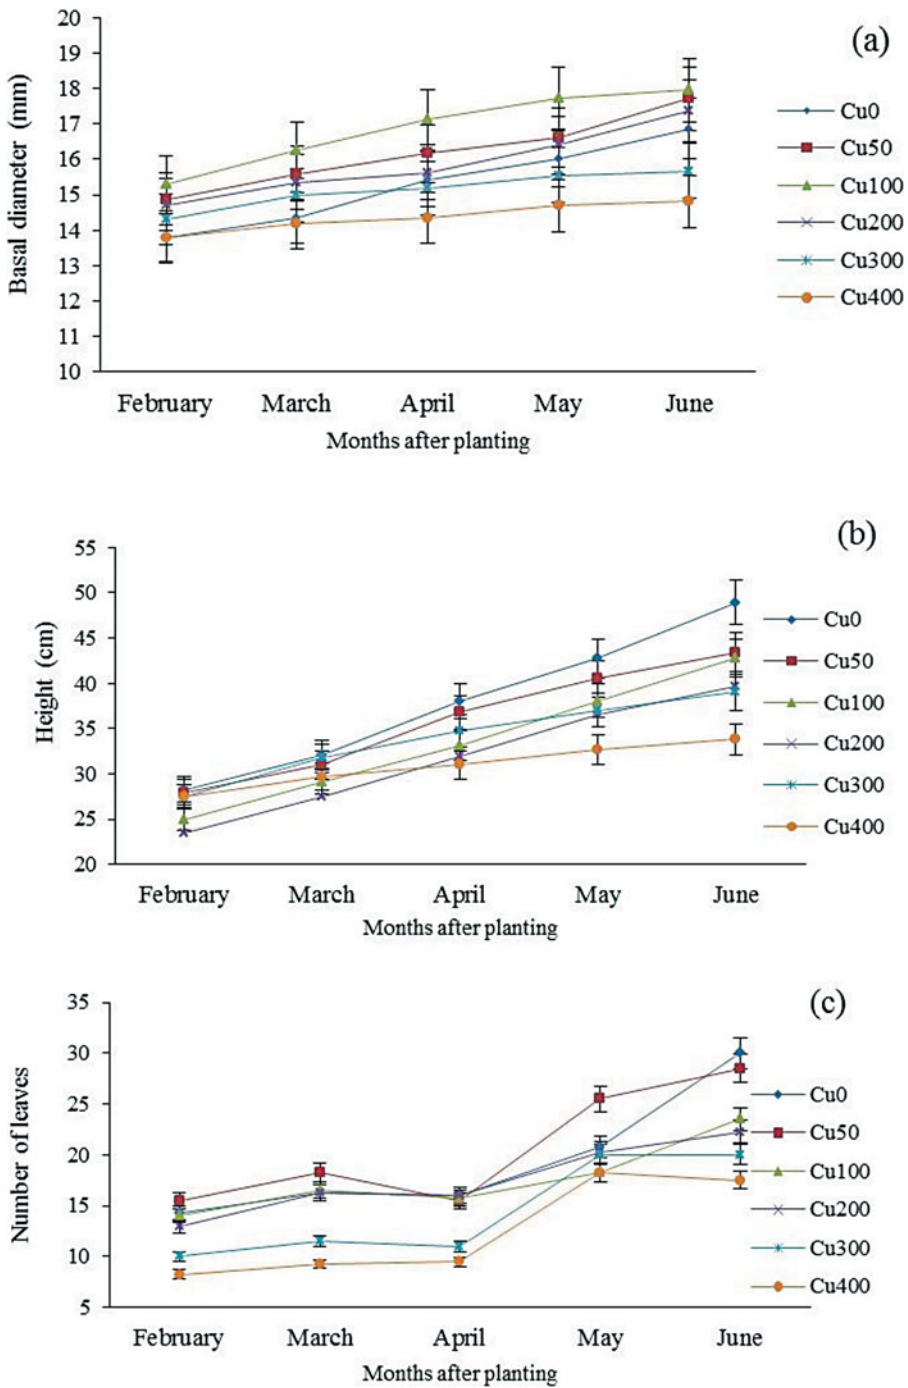 (a)
Basal diameter (mm)
20
19
18
17
16
15
14
13
12
11
10
February March April May June
Months after planting
Cu0
Cu50
Cu100
Cu200
Cu300
Cu400
(b)
Height (cm)
55
50
45
40
35
30
25
20
February March April May June
Months after planting
Cu0
Cu50
Cu100
Cu200
Cu300
Cu400
(c)
Number of leaves
35
30
25
20
15
10
5
February March April May June
Months after planting
Cu0
Cu50
Cu100
Cu200
Cu300
Cu400